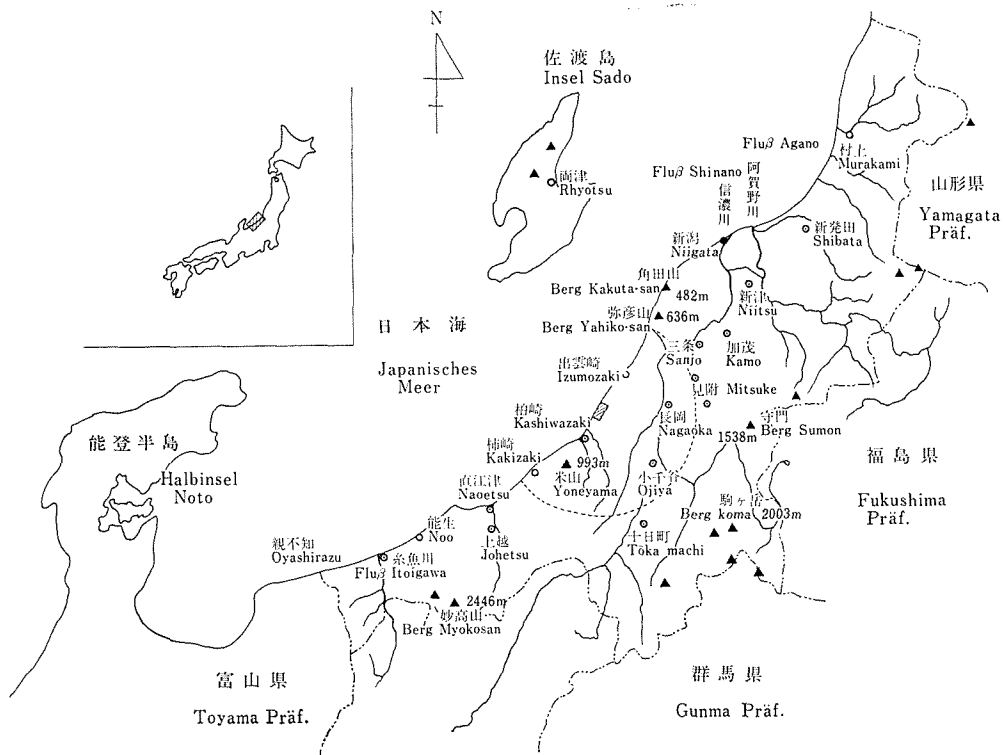 N
佐渡島
Insel Sado
両津
Rhyotsu
Fluβ Agano
村上
Murakami
Fluβ Shinano
阿賀野川
信濃川
山形県
Yamagata
Präf.
新発田
Shibata
新潟
Niigata
角田山
Berg Kakuta-san
482m
新津
Niitsu
弥彦山
Berg Yahiko-san
636m
日本海
Japanisches
Meer
三条
Sanjo
加茂
Kamo
出雲崎
Izumozaki
見附 Mitsuke
柏崎
Kashiwazaki
長岡
Nagaoka
守門
Berg Sumon
1538m
能登半島
Halbinsel
Noto
柿崎
Kakizaki
993m
米山
Yoneyama
小千谷
Ojiya
福島県
Fukushima
Präf.
直江津
Naoetsu
駒ヶ岳
Berg koma 2003m
能生
Noo
上越
Johetsu
十日町
Toka machi
親不知
Oyashirazu
糸魚川
Fluβ Itoigawa
2446m
妙高山
Berg Myokosan
富山県
Toyama Präf.
群馬県
Gunma Präf.